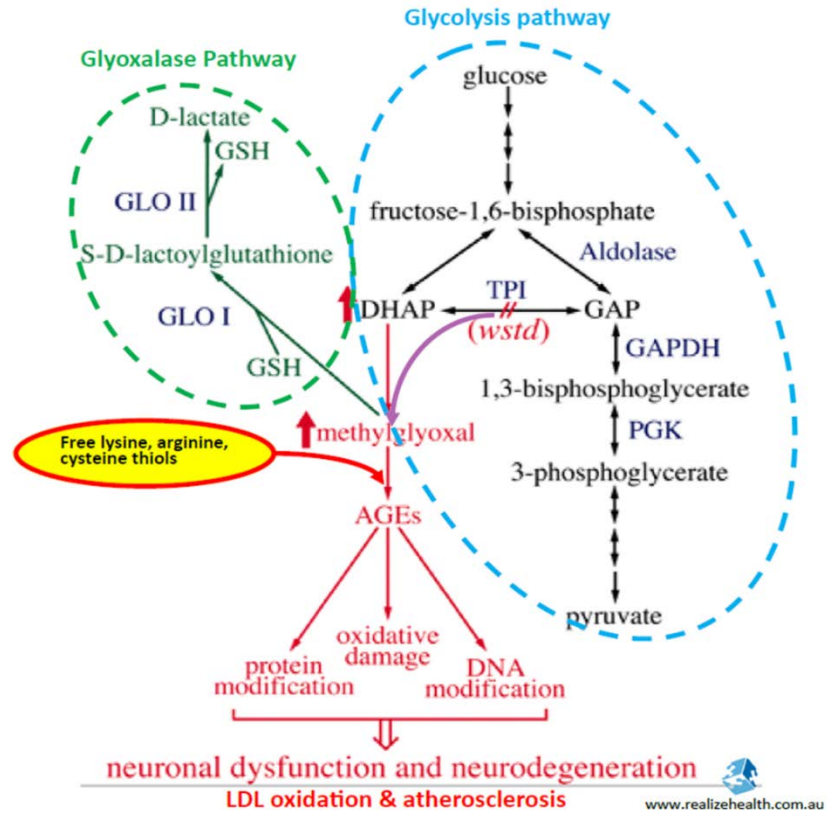 Glycolysis pathway
Glyoxalase Pathway
glucose
D-lactate
GSH
GLO II
fructose-1,6-bisphosphate
S-D-lactoylglutathione
Aldolase
TPI
DHAP
GAP
(wstd)
GLO I
GSH
GAPDH
1,3-bisphosphoglycerate
PGK
methylglyoxal
Free lysine, arginine,
cysteine thiols
3-phosphoglycerate
AGEs
pyruvate
oxidative
damage
protein
modification
DNA
modification
neuronal dysfunction and neurodegeneration
LDL oxidation & atherosclerosis
www.realizehealth.com.au